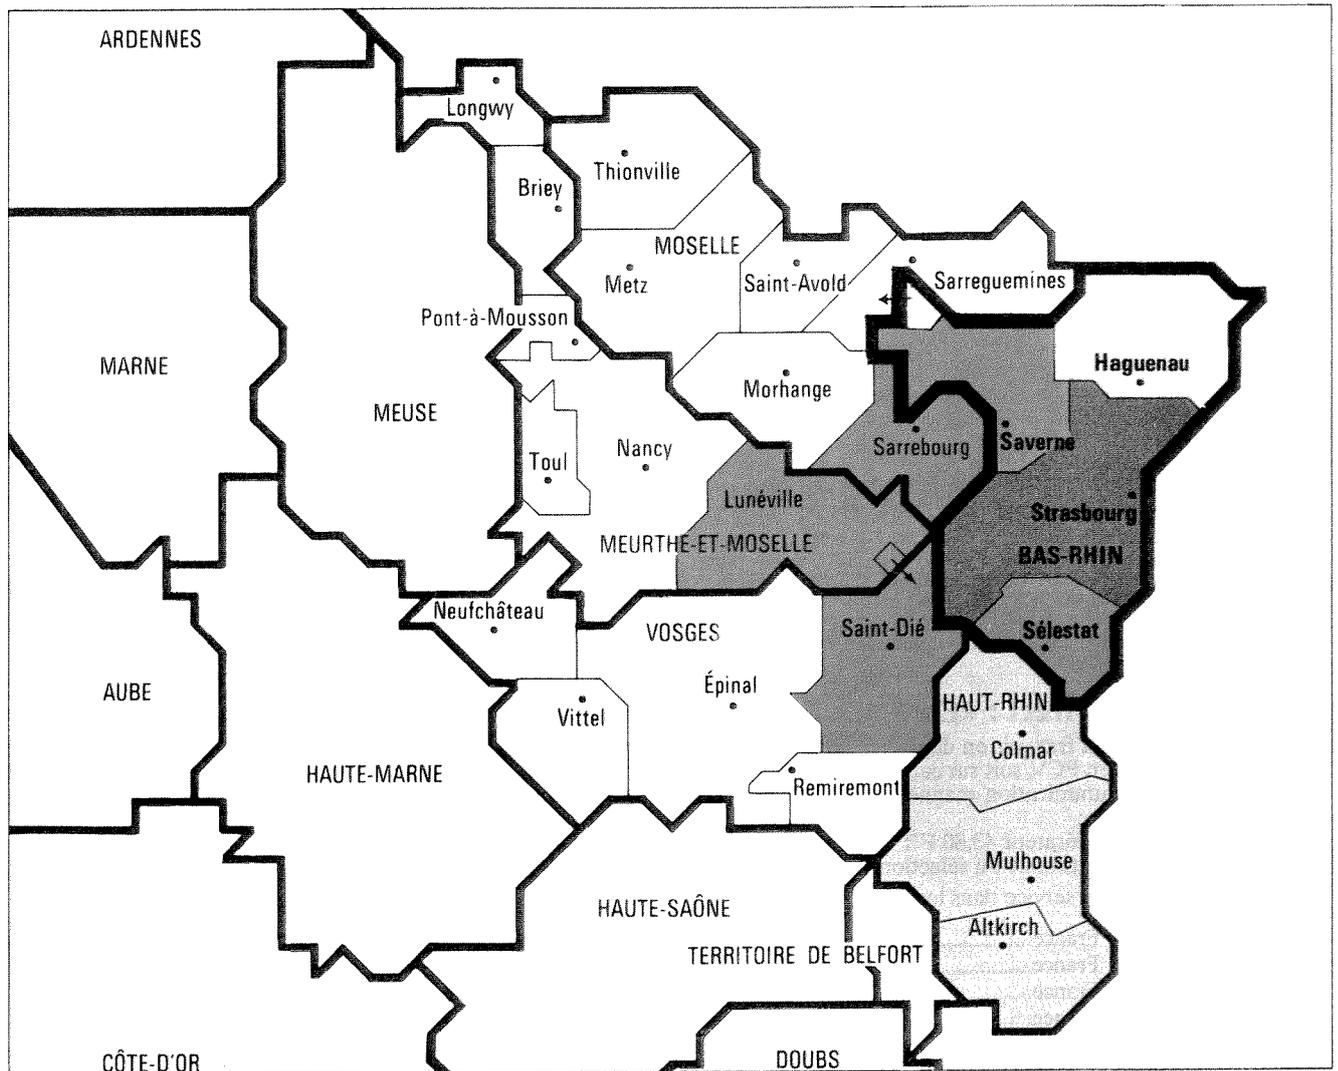 ARDENNES
Longwy
Thionville
Briey
MOSELLE
Metz
Saint-Avold
Sarreguemines
Pont-à-Mousson
MARNE
Haguenau
Morhange
MEUSE
Nancy
Sarrebourg
Saverne
Toul
Lunéville
Strasbourg
MEURTHE-ET-MOSELLE
BAS-RHIN
Neufchâteau
VOSGES
Saint-Dié
Sélestat
AUBE
Épinal
HAUT-RHIN
Vittel
Colmar
HAUTE-MARNE
Remiremont
Mulhouse
HAUTE-SAÔNE
Altkirch
TERRITOIRE DE BELFORT
CÔTE-D'OR
DOUBS